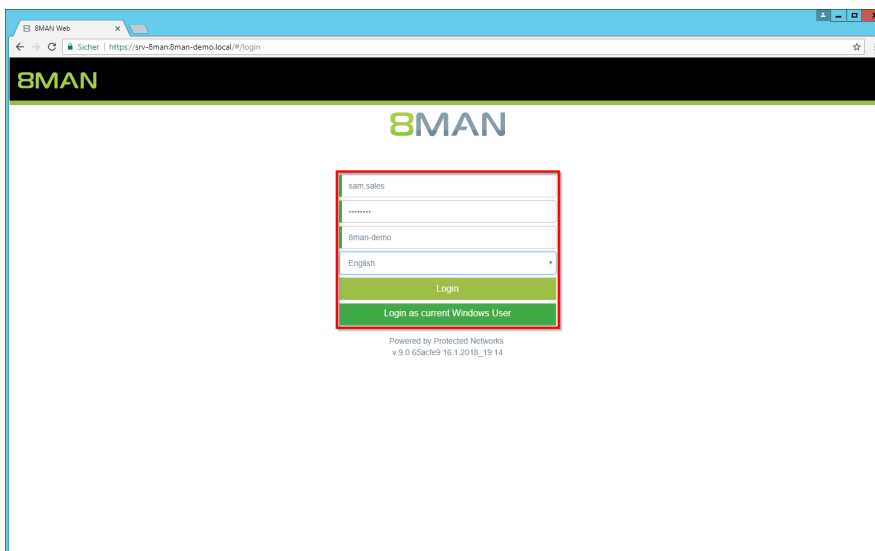 8MAN Web
Sicher | https://srv-8man.8man-demo.local/#/login
8MAN
8MAN
sam.sales
········
8man-demo
English
Login
Login as current Windows User
Powered by Protected Networks
v 9.0 65acfe9 16.1.2018_19:14